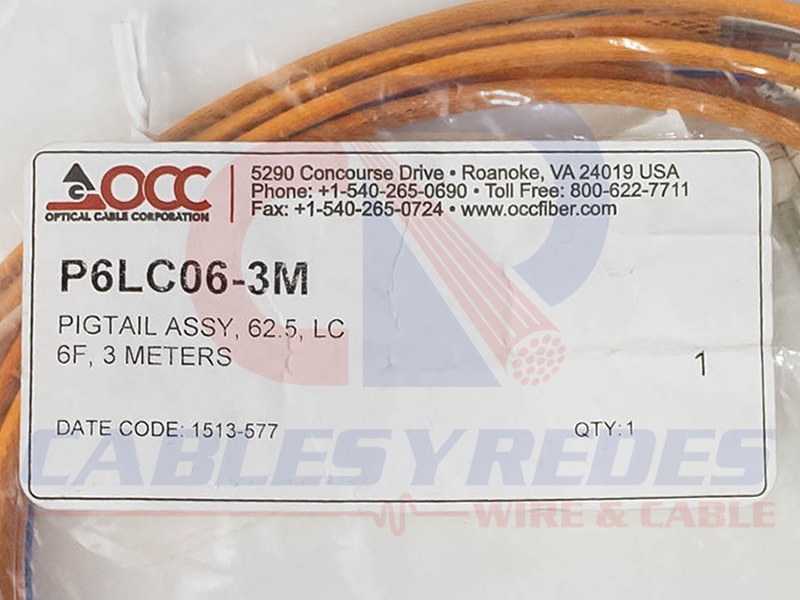 OCC
OPTICAL CABLE CORPORATION
5290 Concourse Drive • Roanoke, VA 24019 USA
Phone: +1-540-265-0690 • Toll Free: 800-622-7711
Fax: +1-540-265-0724 • www.occfiber.com
P6LC06-3M
PIGTAIL ASSY, 62.5, LC
6F, 3 METERS
1
DATE CODE: 1513-577
QTY:1
CABLES Y REDES
WIRE & CABLE